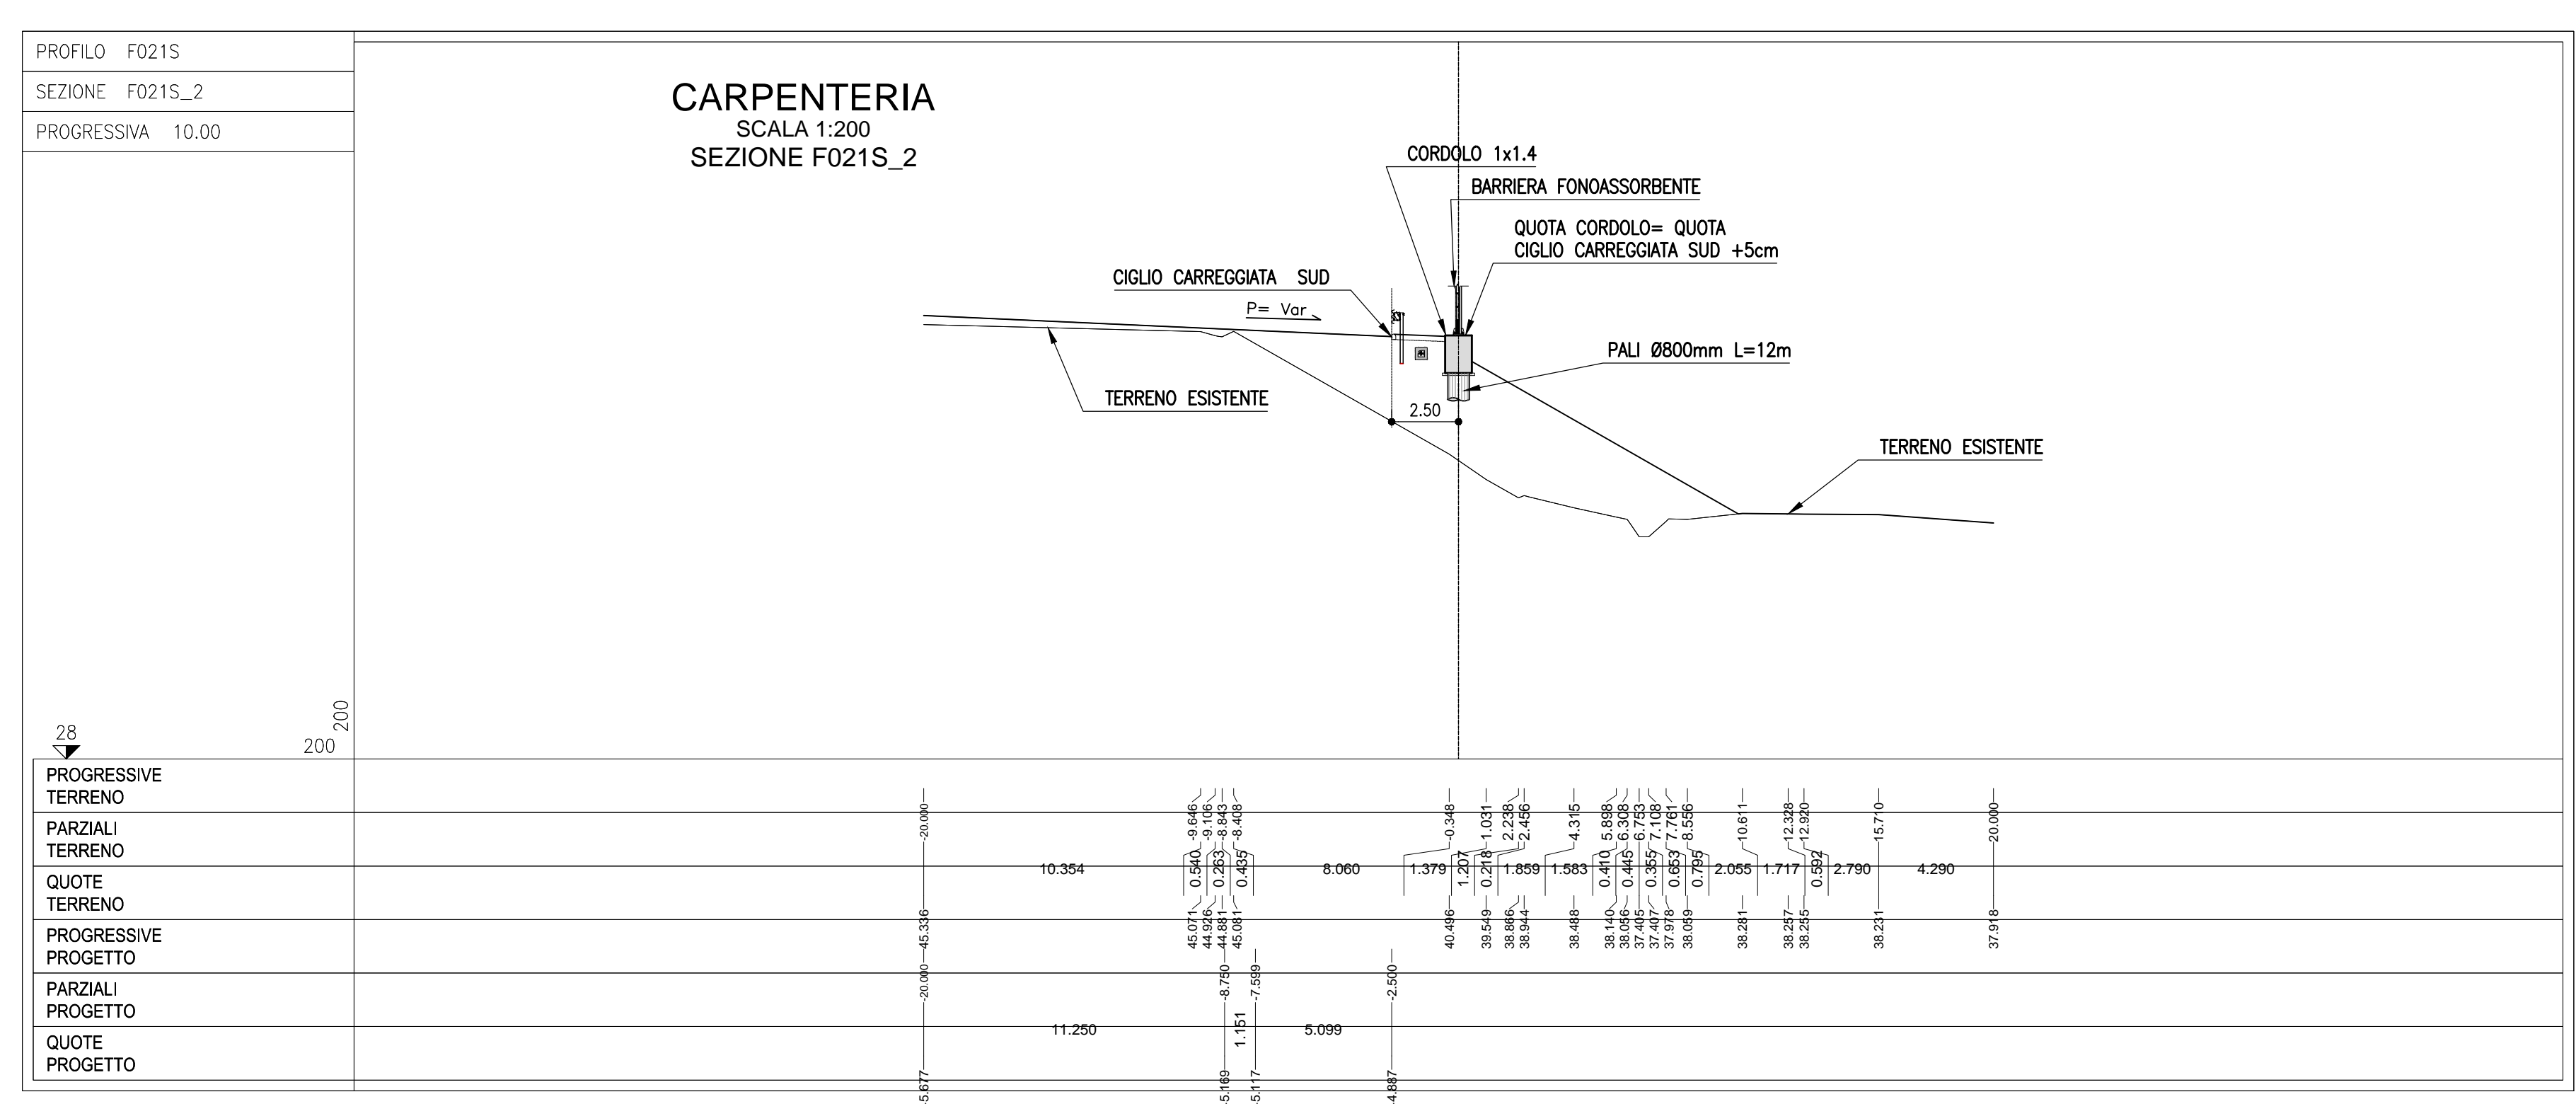 PROFILO F021S
SEZIONE F021S_2
PROGRESSIVA 10.00
CARPENTERIA
SCALA 1:200
SEZIONE F021S_2
CORDOLO 1x1.4
BARRIERA FONOASSORBENTE
QUOTA CORDOLO= QUOTA
CIGLIO CARREGGIATA SUD +5cm
CIGLIO CARREGGIATA SUD
P= Var
PALI Ø800mm L=12m
TERRENO ESISTENTE
2.50
TERRENO ESISTENTE
28
200
200
PROGRESSIVE
TERRENO
-20.000 -9.646 -9.106 -8.843 -8.408 -0.348 1.031 2.238 2.456 4.315 5.898 6.308 6.753 7.108 7.761 8.556 10.611 12.328 12.920 15.710 20.000
PARZIALI
TERRENO
10.354 0.540 0.263 0.435 8.060 1.379 1.207 0.218 1.859 1.583 0.410 0.445 0.355 0.653 0.795 2.055 1.717 0.592 2.790 4.290
QUOTE
TERRENO
45.336 45.071 44.926 44.881 45.081 40.496 39.549 38.866 38.944 38.488 38.140 38.056 37.405 37.407 37.978 38.059 38.281 38.257 38.255 38.231 37.918
PROGRESSIVE
PROGETTO
-20.000 -8.750 -7.599 -2.500
PARZIALI
PROGETTO
11.250 1.151 5.099
QUOTE
PROGETTO
5.677 5.169 5.117 4.887